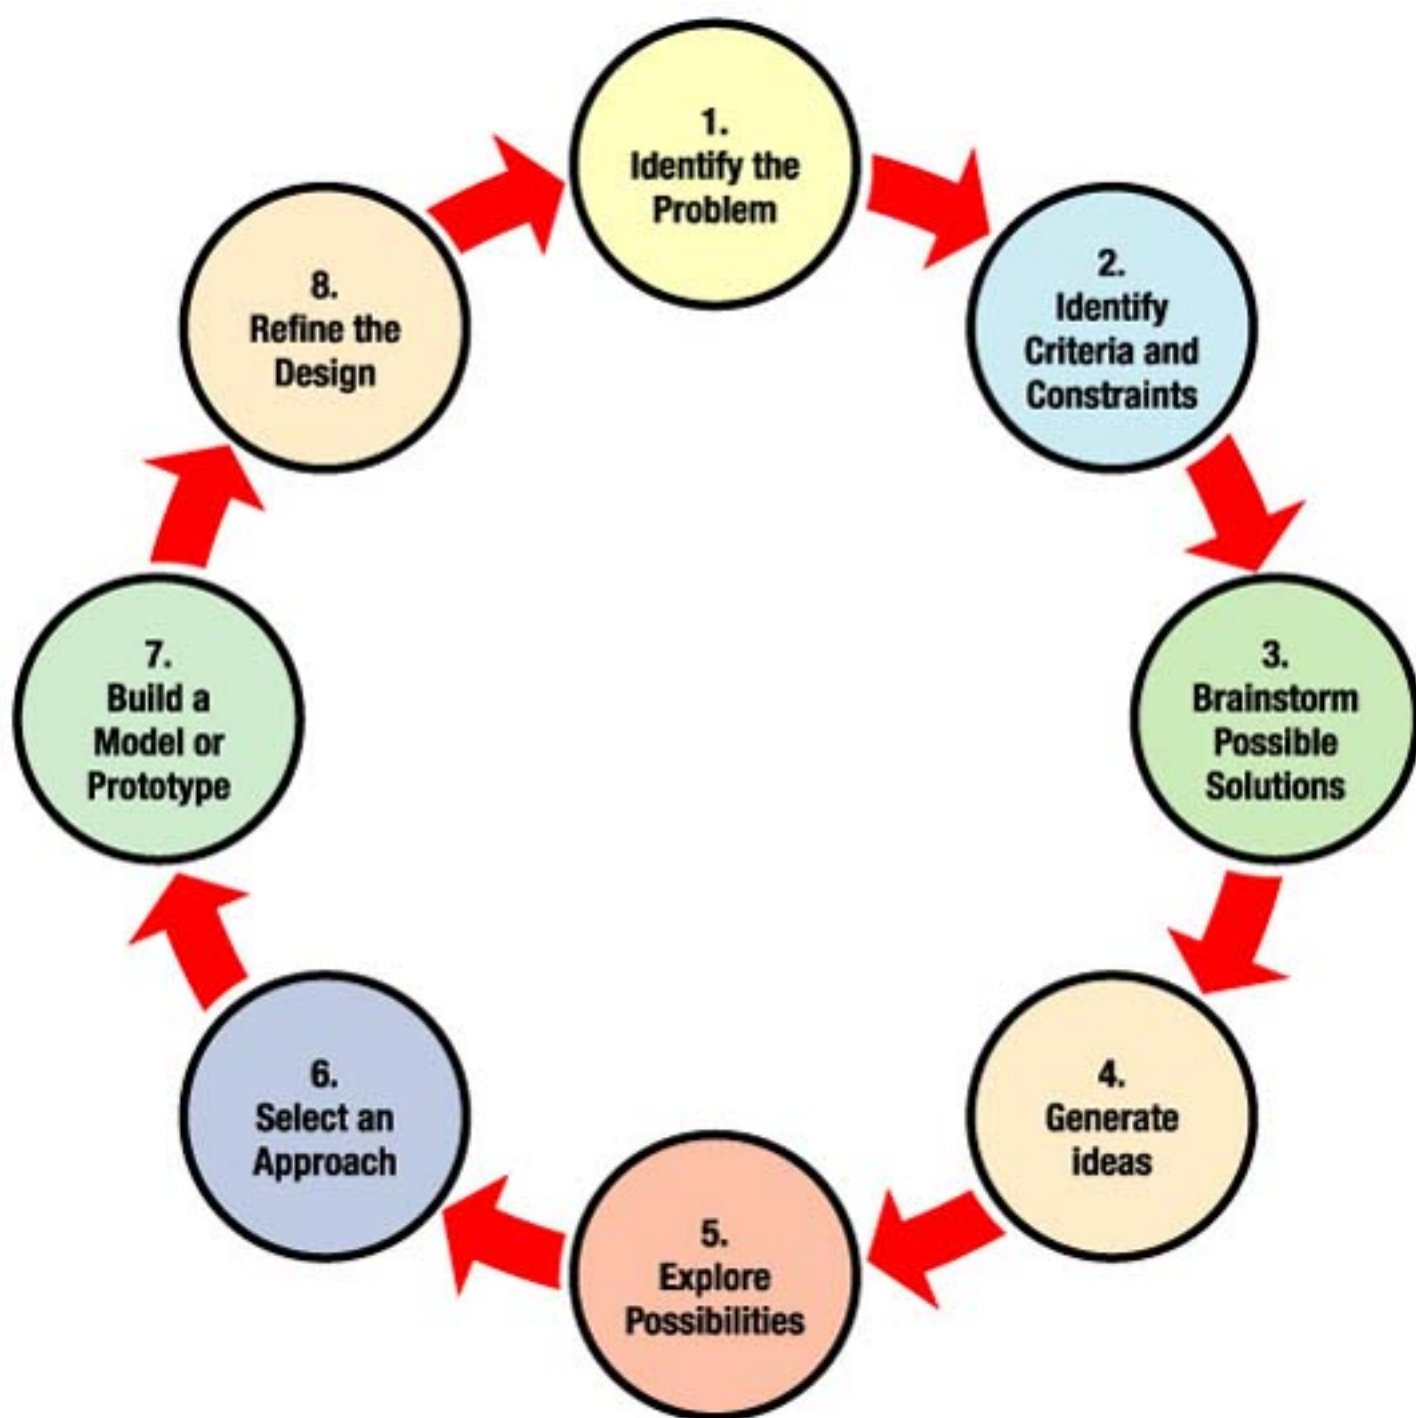 1.
Identify the
Problem
2.
Identify
Criteria and
Constraints
3.
Brainstorm
Possible
Solutions
4.
Generate
ideas
5.
Explore
Possibilities
6.
Select an
Approach
7.
Build a
Model or
Prototype
8.
Refine the
Design